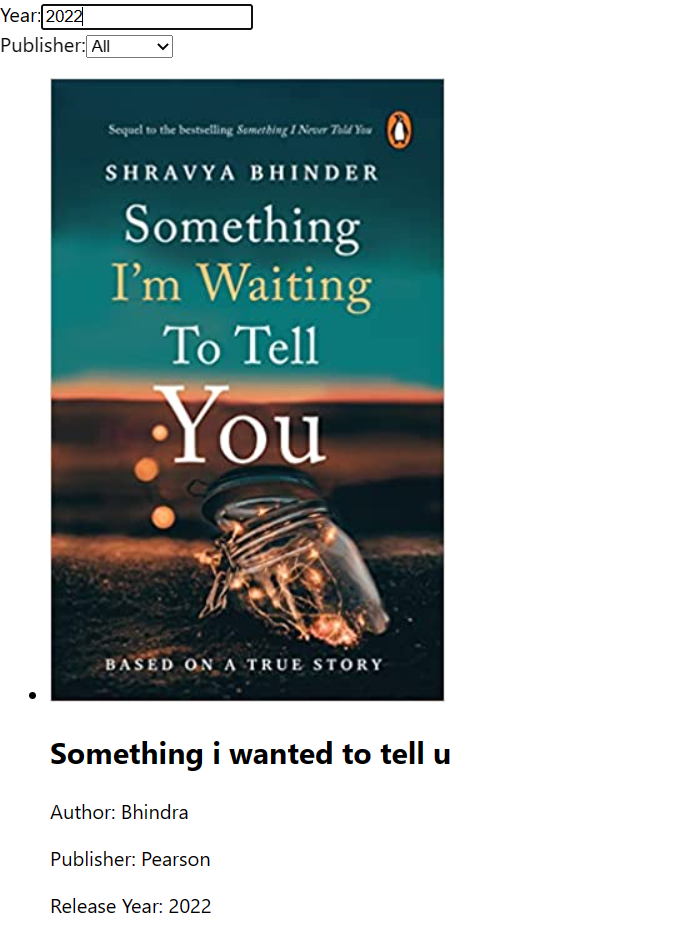 Year: 2022
Publisher: All
Sequel to the bestselling Something I Never Told You
SHRAVYA BHINDER
Something
I'm Waiting
To Tell
You
BASED ON A TRUE STORY
Something i wanted to tell u
Author: Bhindra
Publisher: Pearson
Release Year: 2022